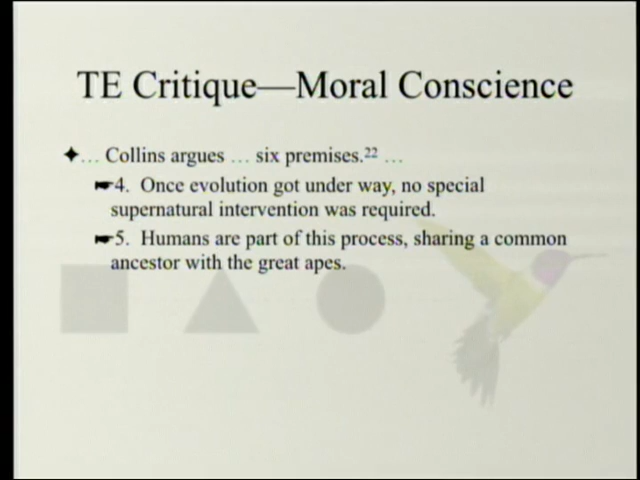 TE Critique—Moral Conscience
✦… Collins argues … six premises.²² …
☛4. Once evolution got under way, no special
supernatural intervention was required.
☛5. Humans are part of this process, sharing a common
ancestor with the great apes.